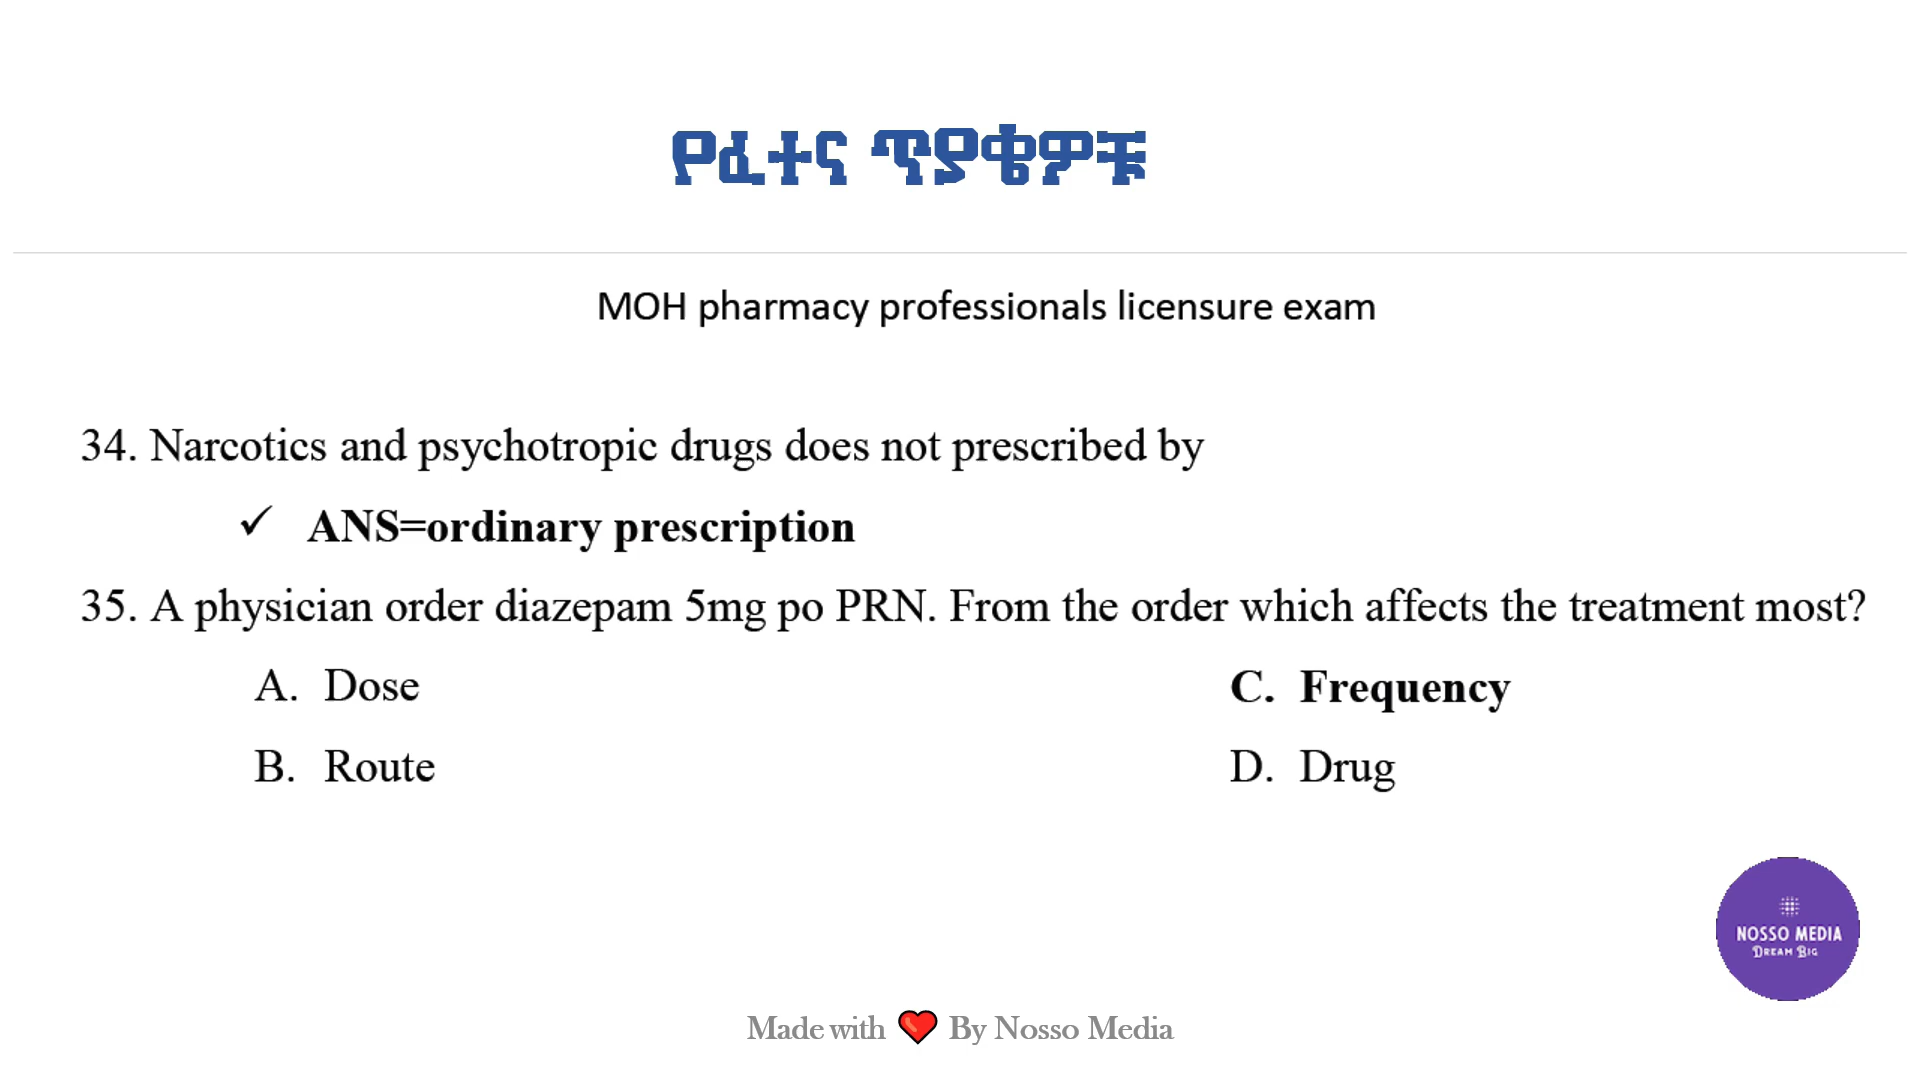 የፈተና ጥያቄዎቹ
MOH pharmacy professionals licensure exam
34. Narcotics and psychotropic drugs does not prescribed by
✓ ANS=ordinary prescription
35. A physician order diazepam 5mg po PRN. From the order which affects the treatment most?
A. Dose
B. Route
C. Frequency
D. Drug
NOSSO MEDIA
DREAM BIG
Made with ❤ By Nosso Media